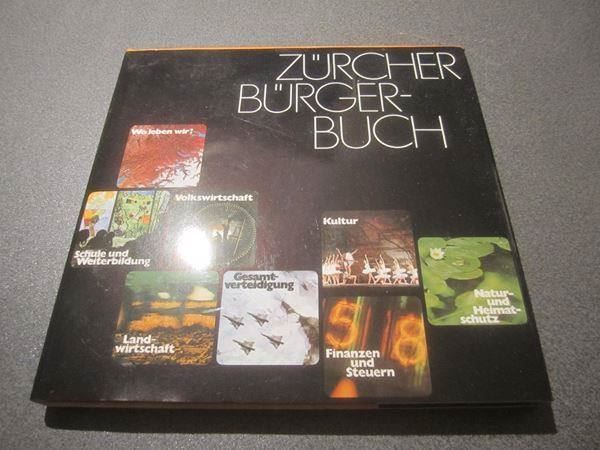 ZÜRCHER
BÜRGER-
BUCH
Wo leben wir?
Volkswirtschaft
Schule und
Weiterbildung
Kultur
Gesamt-
verteidigung
Natur-
und
Heimat-
schutz
Land-
wirtschaft
58
Finanzen
und
Steuern